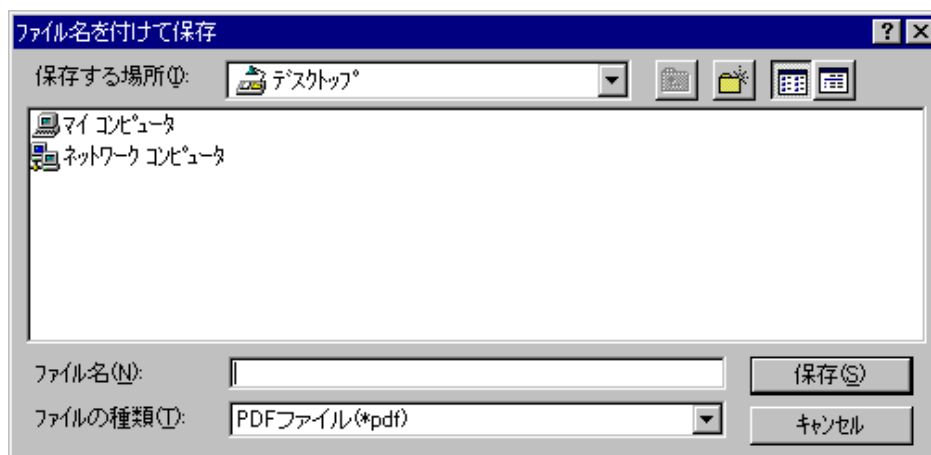 ファイル名を付けて保存
保存する場所(I): デスクトップ
マイ コンピュータ
ネットワーク コンピュータ
ファイル名(N): 保存(S)
ファイルの種類(T): PDFファイル(*pdf) キャンセル